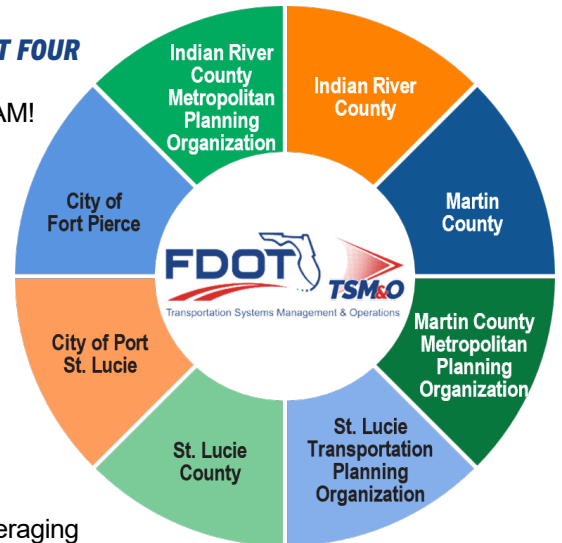 T FOUR
AM!
Indian River
County
Metropolitan
Planning
Organization
Indian River
County
Martin
County
Martin County
Metropolitan
Planning
Organization
St. Lucie
Transportation
Planning
Organization
St. Lucie
County
City of Port
St. Lucie
City of
Fort Pierce
FDOT
TSM&O
Transportation Systems Management & Operations
eraging